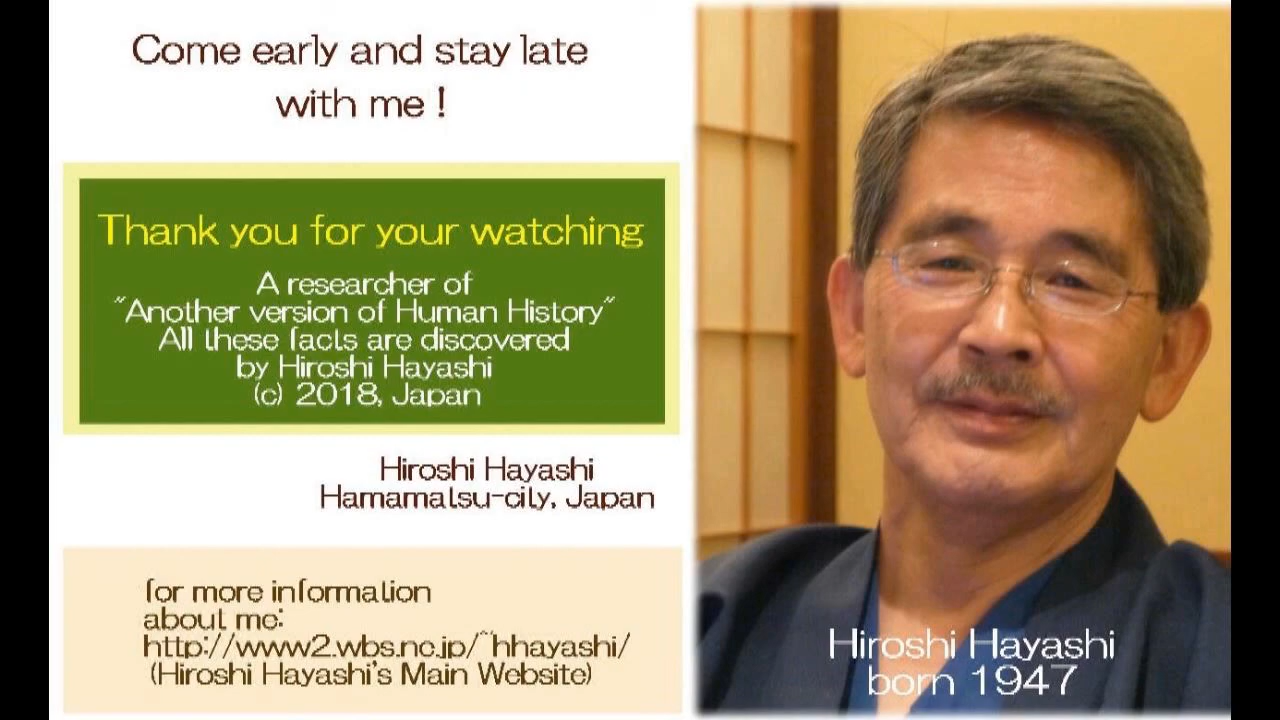 Come early and stay late
with me !
Thank you for your watching
A researcher of
"Another version of Human History"
All these facts are discovered
by Hiroshi Hayashi
(c) 2018, Japan
Hiroshi Hayashi
Hamamatsu-city, Japan
for more information
about me:
http://www2.wbs.ne.jp/~hhayashi/
(Hiroshi Hayashi's Main Website)
Hiroshi Hayashi
born 1947